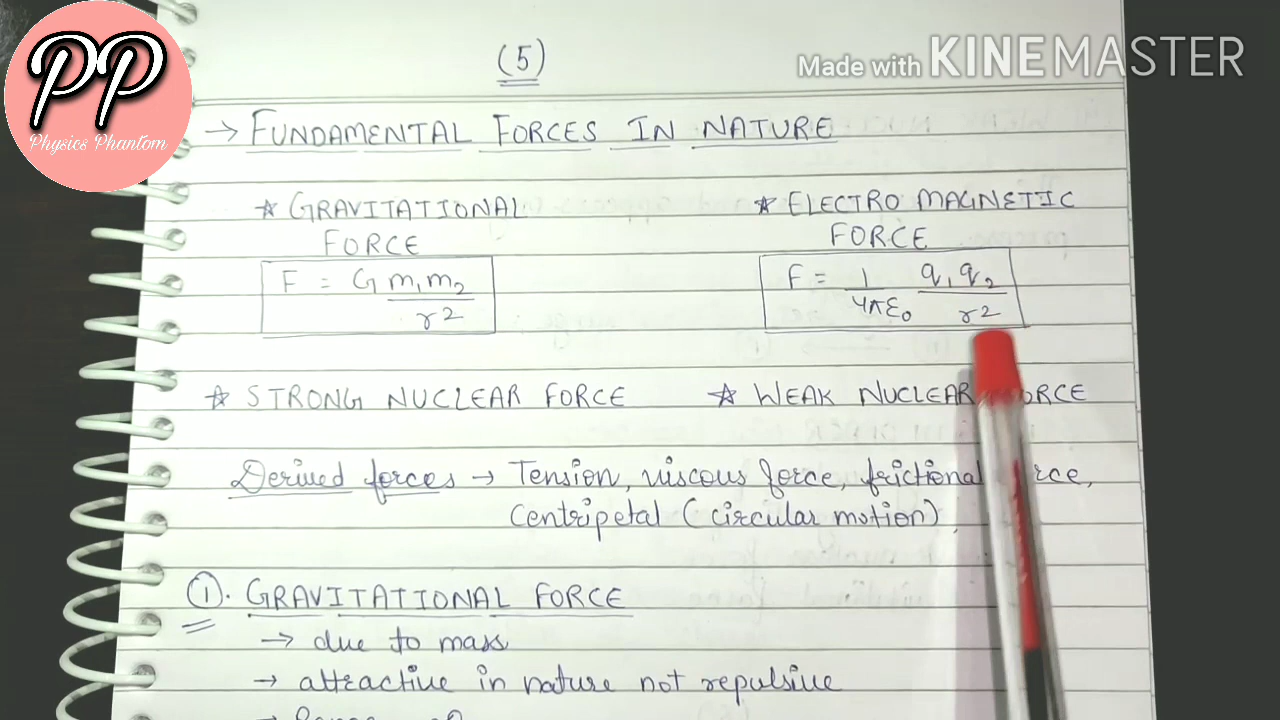 PP
Physics Phantom
Made with KINEMASTER
(5)
→ FUNDAMENTAL FORCES IN NATURE
☆ GRAVITATIONAL FORCE
F = G m₁m₂ / r²
☆ ELECTRO MAGNETIC FORCE
F = 1 / 4πε₀ q₁q₂ / r²
☆ STRONG NUCLEAR FORCE ☆ WEAK NUCLEAR FORCE
Derived forces → Tension, viscous force, frictional force,
Centripetal (circular motion),
①. GRAVITATIONAL FORCE
→ due to mass
→ attractive in nature not repulsive